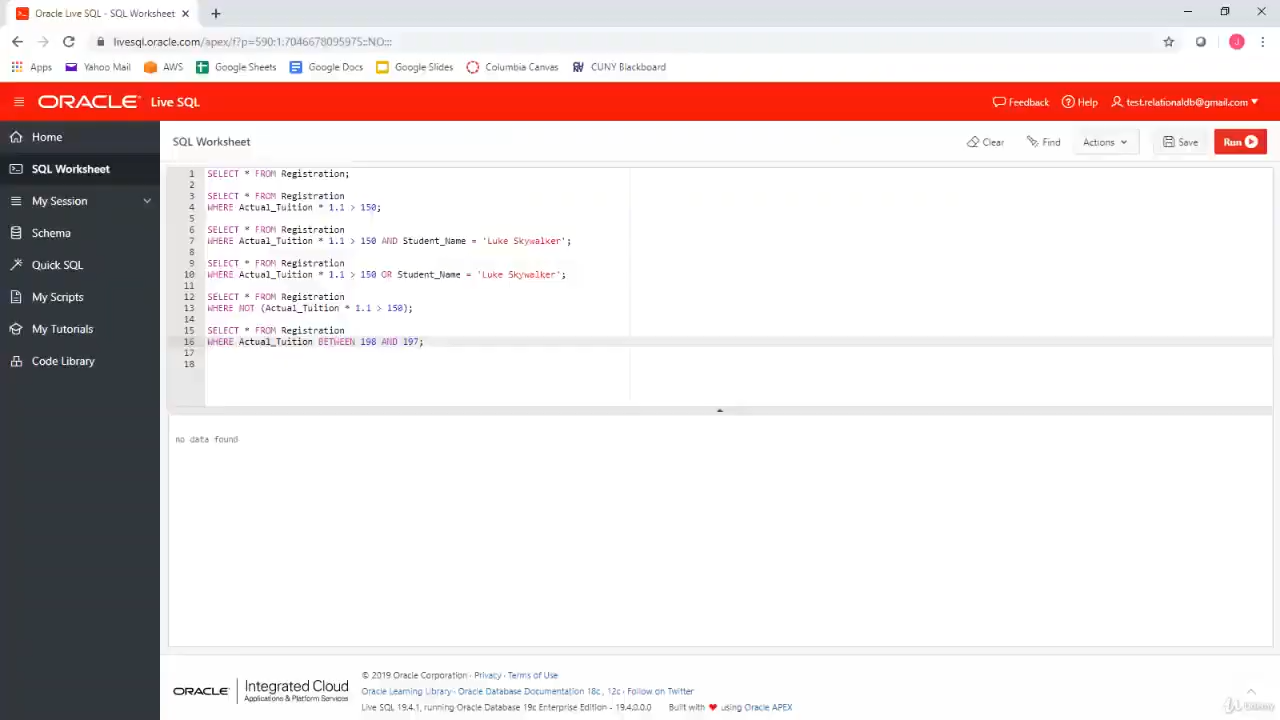 Oracle Live SQL - SQL Worksheet
livesql.oracle.com/apex/f?p=590:1:7046678095975::NO:::
J
Apps
Yahoo Mail
AWS
Google Sheets
Google Docs
Google Slides
Columbia Canvas
CUNY Blackboard
ORACLE Live SQL
Feedback
Help
test.relationaldb@gmail.com
Home
SQL Worksheet
My Session
Schema
Quick SQL
My Scripts
My Tutorials
Code Library
SQL Worksheet
Clear
Find
Actions
Save
Run
1 SELECT * FROM Registration;
2
3 SELECT * FROM Registration
4 WHERE Actual_Tuition * 1.1 > 150;
5
6 SELECT * FROM Registration
7 WHERE Actual_Tuition * 1.1 > 150 AND Student_Name = 'Luke Skywalker';
8
9 SELECT * FROM Registration
10 WHERE Actual_Tuition * 1.1 > 150 OR Student_Name = 'Luke Skywalker';
11
12 SELECT * FROM Registration
13 WHERE NOT (Actual_Tuition * 1.1 > 150);
14
15 SELECT * FROM Registration
16 WHERE Actual_Tuition BETWEEN 198 AND 197;
17
18
no data found
ORACLE
Integrated Cloud
Applications & Platform Services
© 2019 Oracle Corporation · Privacy · Terms of Use
Oracle Learning Library · Oracle Database Documentation 18c , 12c · Follow on Twitter
Live SQL 19.4.1, running Oracle Database 19c Enterprise Edition - 19.4.0.0.0
Built with ❤ using Oracle APEX
Udemy